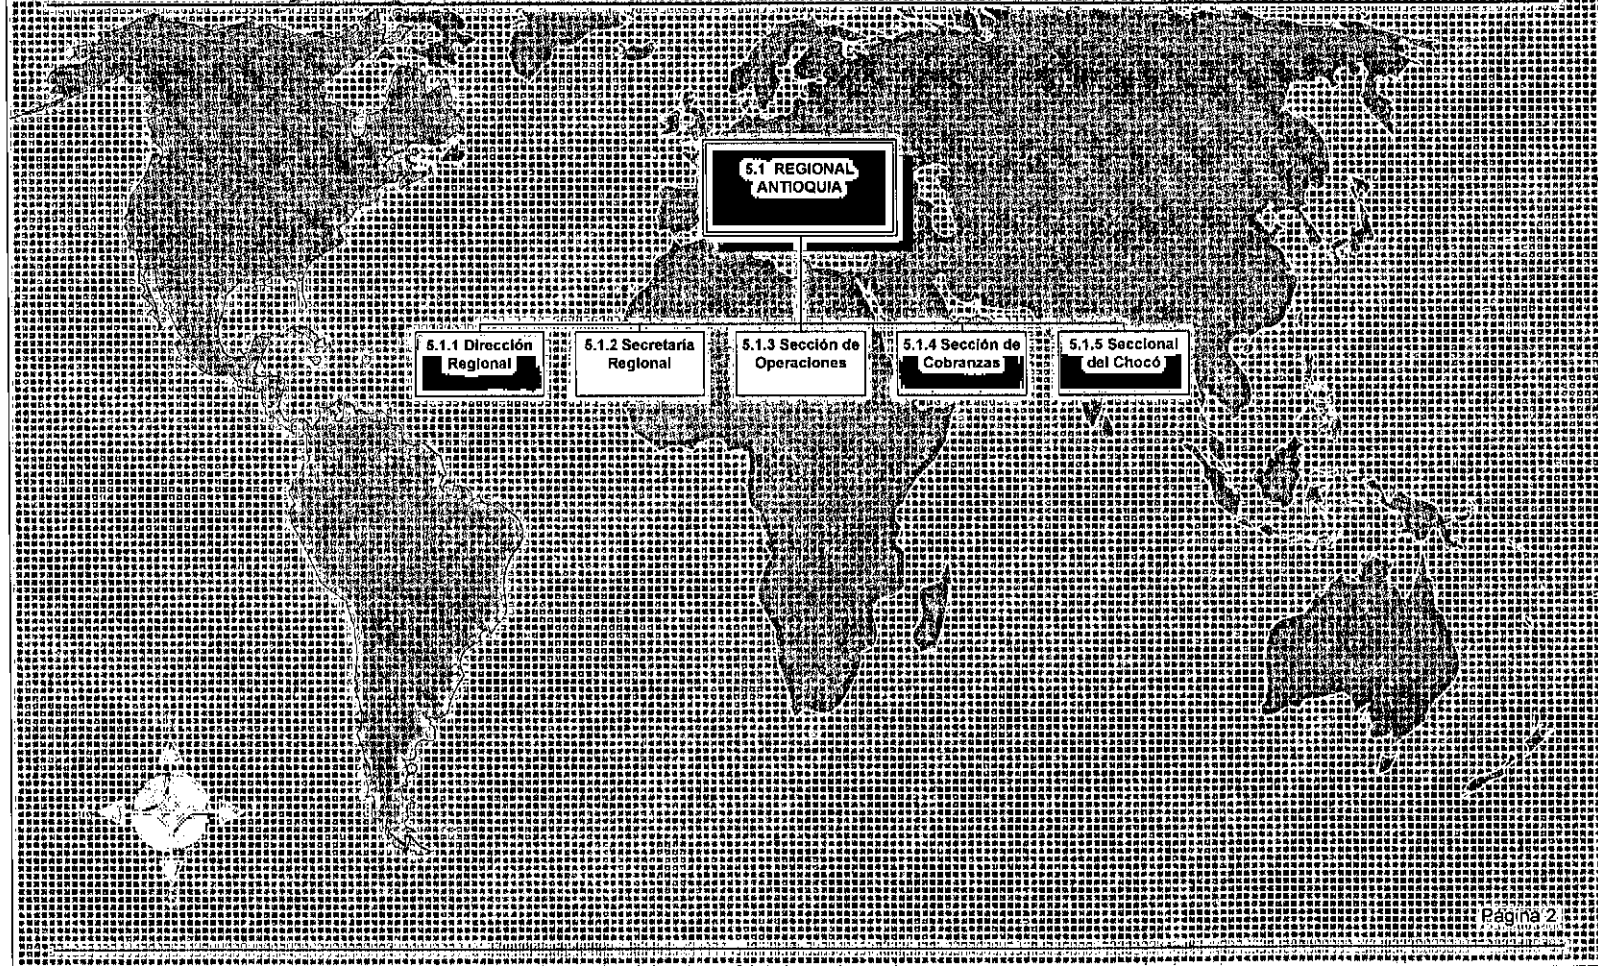 5.1 REGIONAL
ANTIOQUIA
5.1.1 Dirección
Regional
5.1.2 Secretaría
Regional
5.1.3 Sección de
Operaciones
5.1.4 Sección de
Cobranzas
5.1.5 Seccional
del Chocó
Página 2